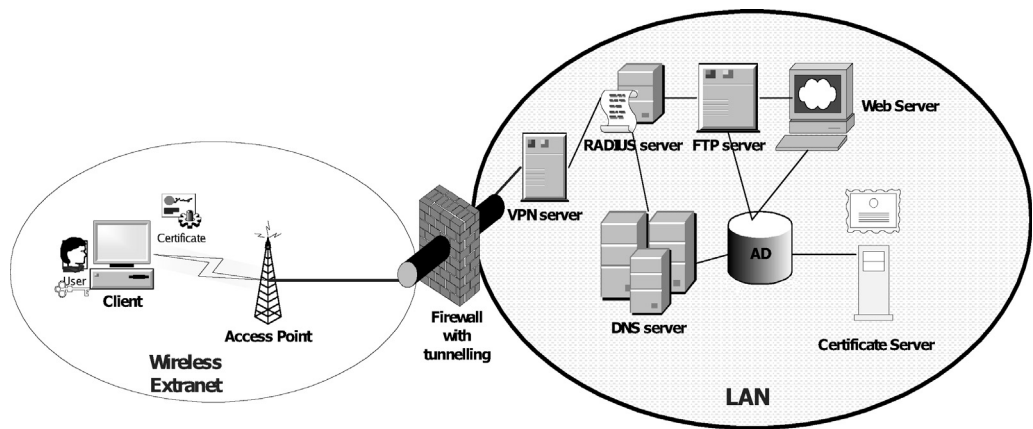 Certificate
User
Client
Access Point
Wireless
Extranet
Firewall
with
tunnelling
VPN server
RADIUS server
FTP server
Web Server
DNS server
AD
Certificate Server
LAN